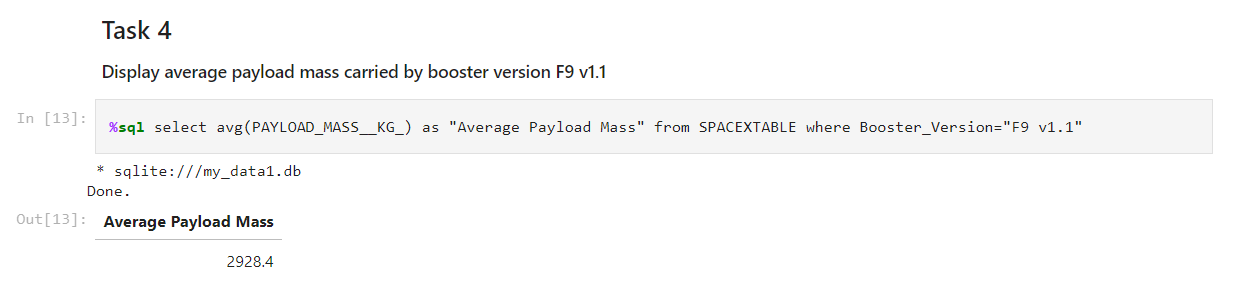 Task 4
Display average payload mass carried by booster version F9 v1.1
In [13]: %sql select avg(PAYLOAD_MASS__KG_) as "Average Payload Mass" from SPACEXTABLE where Booster_Version="F9 v1.1"
* sqlite:///my_data1.db
Done.
Out[13]: Average Payload Mass
2928.4